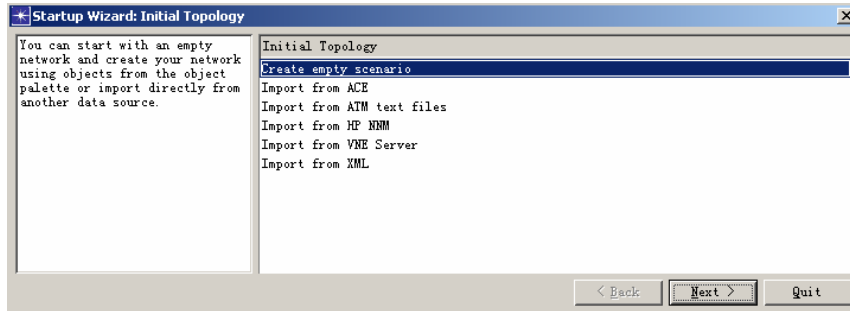 Startup Wizard: Initial Topology
You can start with an empty
network and create your network
using objects from the object
palette or import directly from
another data source.
Initial Topology
Create empty scenario
Import from ACE
Import from ATM text files
Import from HP NNM
Import from VNE Server
Import from XML
< Back
Next >
Quit